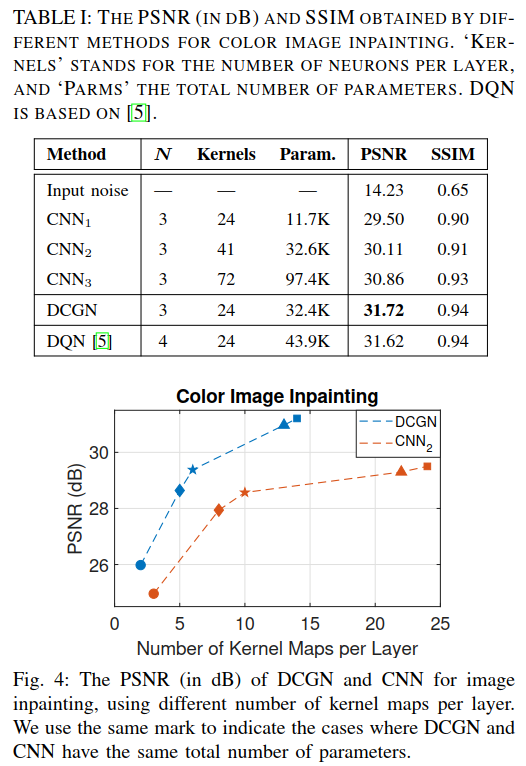 TABLE I: THE PSNR (IN DB) AND SSIM OBTAINED BY DIF-
FERENT METHODS FOR COLOR IMAGE INPAINTING. ‘KER-
NELS’ STANDS FOR THE NUMBER OF NEURONS PER LAYER,
AND ‘PARMS’ THE TOTAL NUMBER OF PARAMETERS. DQN
IS BASED ON [5].
Method N Kernels Param. PSNR SSIM
Input noise — — — 14.23 0.65
CNN₁ 3 24 11.7K 29.50 0.90
CNN₂ 3 41 32.6K 30.11 0.91
CNN₃ 3 72 97.4K 30.86 0.93
DCGN 3 24 32.4K 31.72 0.94
DQN [5] 4 24 43.9K 31.62 0.94
Color Image Inpainting
DCGN
CNN₂
PSNR (dB)
30
28
26
0 5 10 15 20 25
Number of Kernel Maps per Layer
Fig. 4: The PSNR (in dB) of DCGN and CNN for image
inpainting, using different number of kernel maps per layer.
We use the same mark to indicate the cases where DCGN and
CNN have the same total number of parameters.